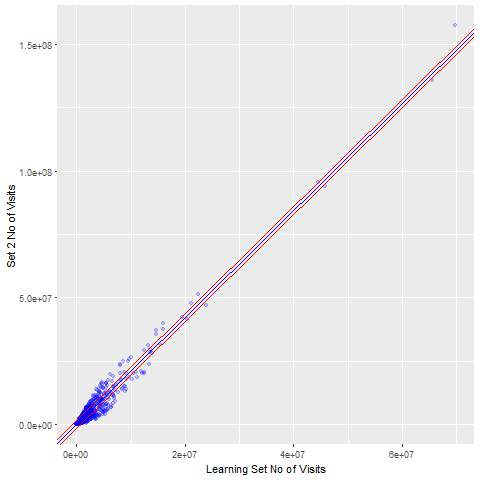 1.5e+08
1.0e+08
5.0e+07
0.0e+00
Set 2 No of Visits
0e+00 2e+07 4e+07 6e+07
Learning Set No of Visits